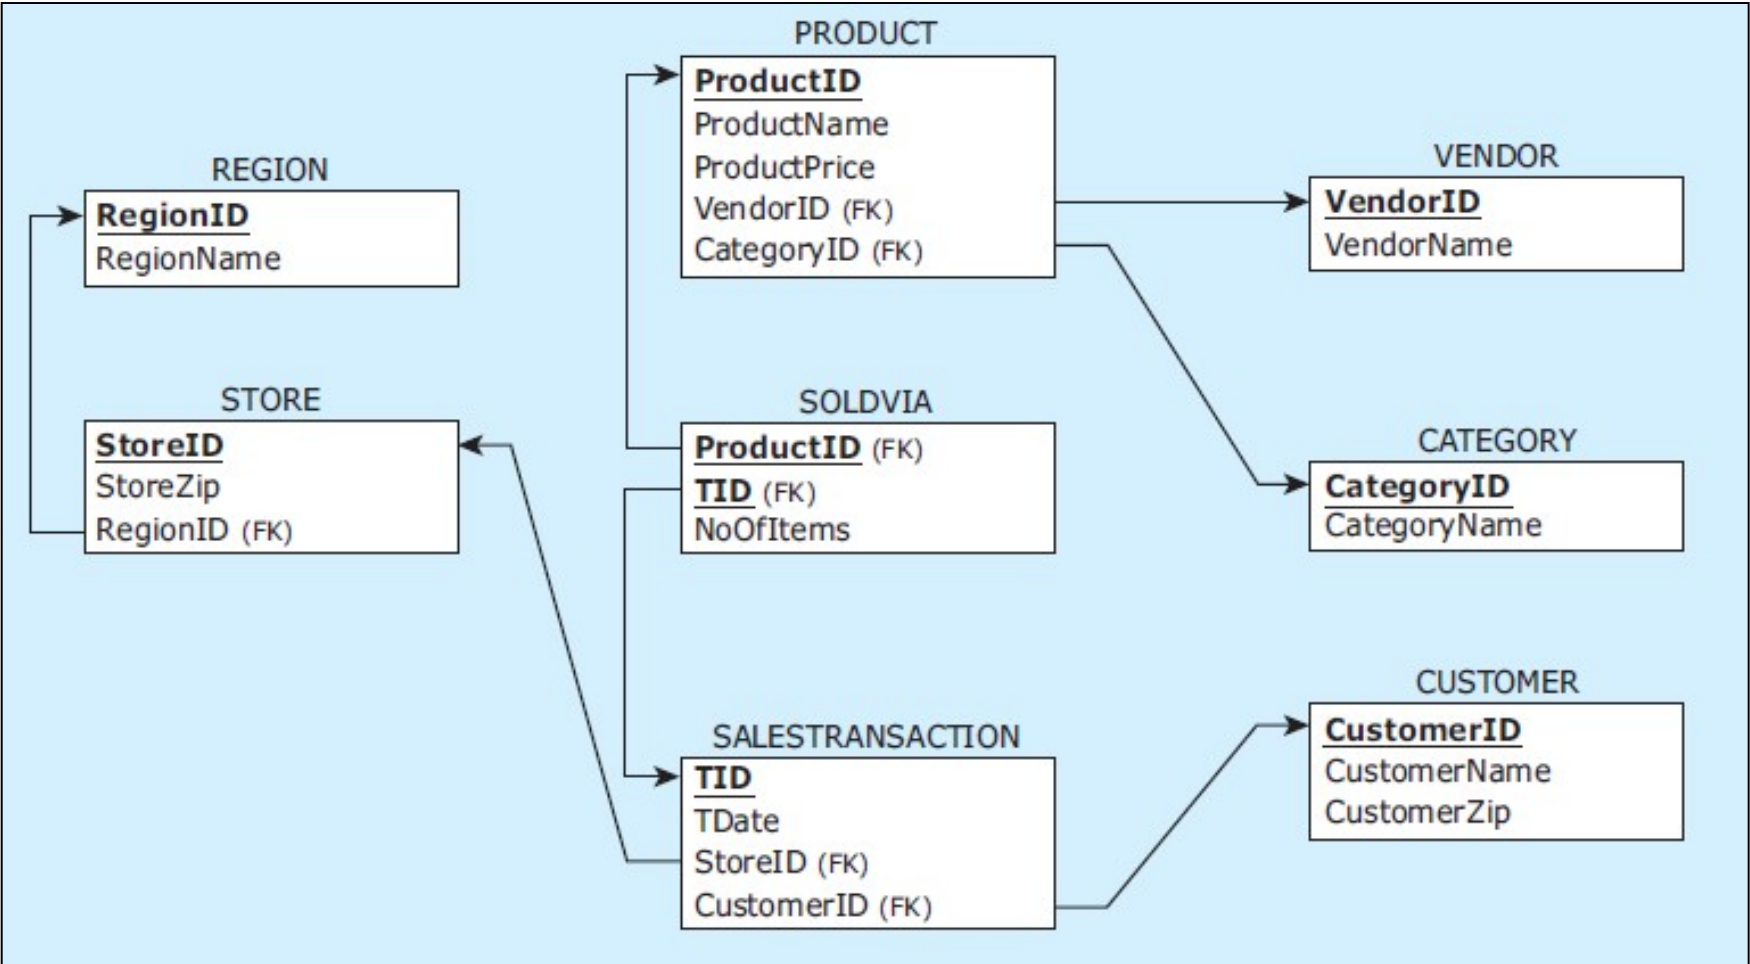 PRODUCT
ProductID
ProductName
ProductPrice
VendorID (FK)
CategoryID (FK)
REGION
RegionID
RegionName
VENDOR
VendorID
VendorName
STORE
StoreID
StoreZip
RegionID (FK)
SOLDVIA
ProductID (FK)
TID (FK)
NoOfItems
CATEGORY
CategoryID
CategoryName
SALESTRANSACTION
TID
TDate
StoreID (FK)
CustomerID (FK)
CUSTOMER
CustomerID
CustomerName
CustomerZip